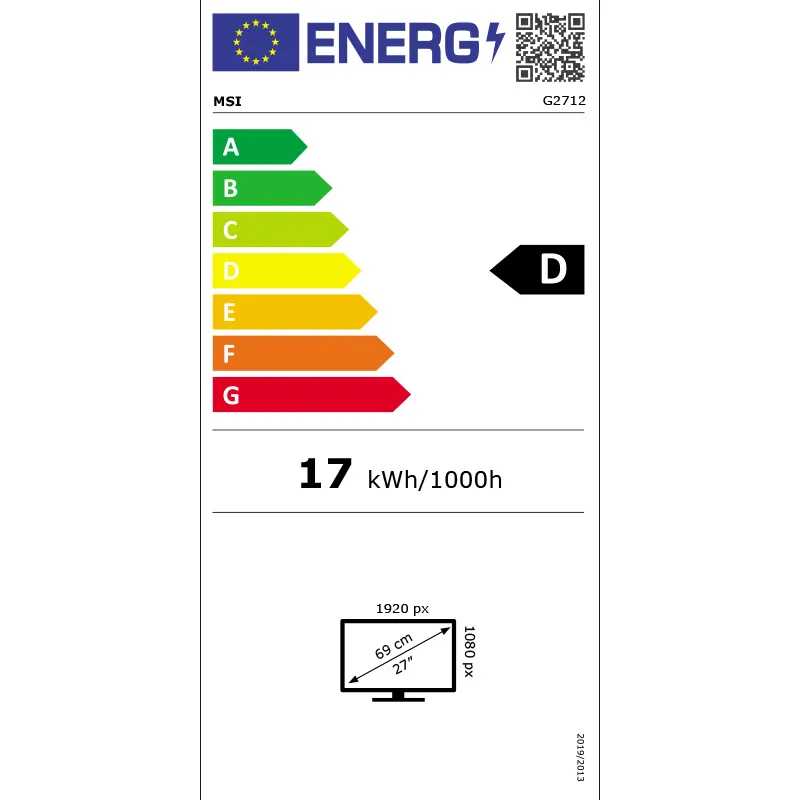 ENERG
MSI
G2712
A
B
C
D
D
E
F
G
17 kWh/1000h
1920 px
69 cm
27"
1080 px
2019/2013